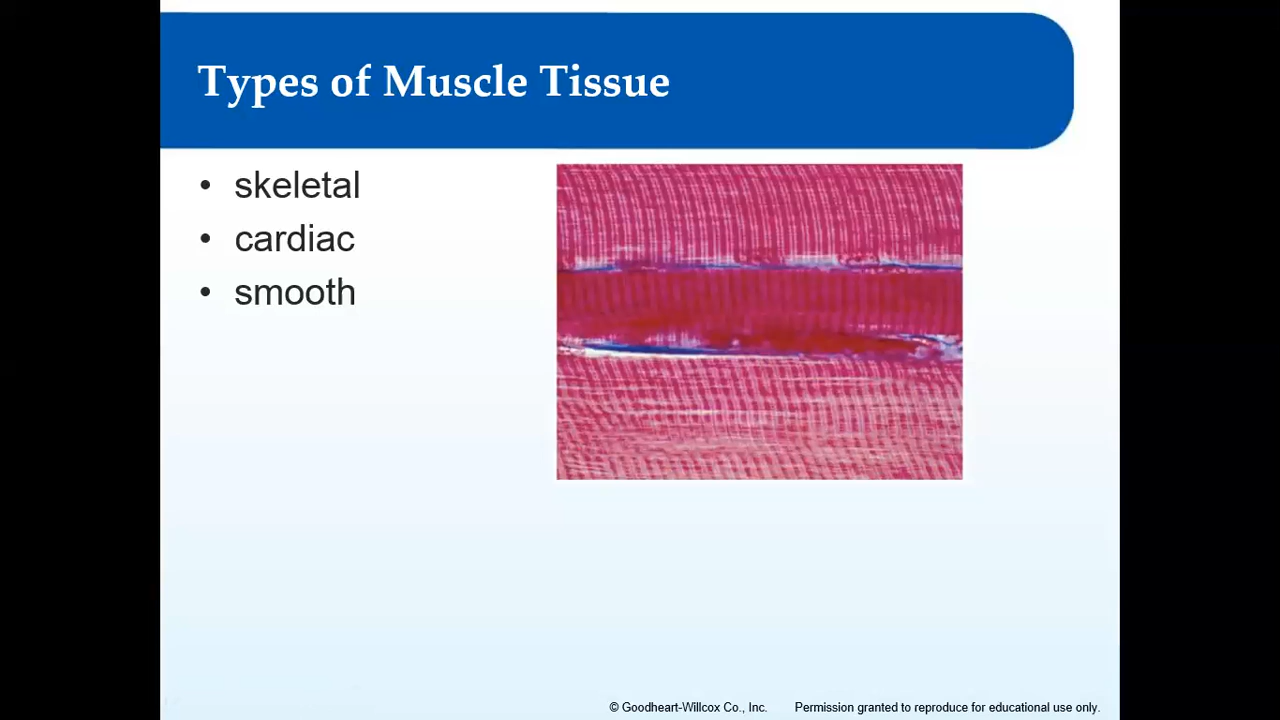 Types of Muscle Tissue
• skeletal
• cardiac
• smooth
© Goodheart-Willcox Co., Inc. Permission granted to reproduce for educational use only.